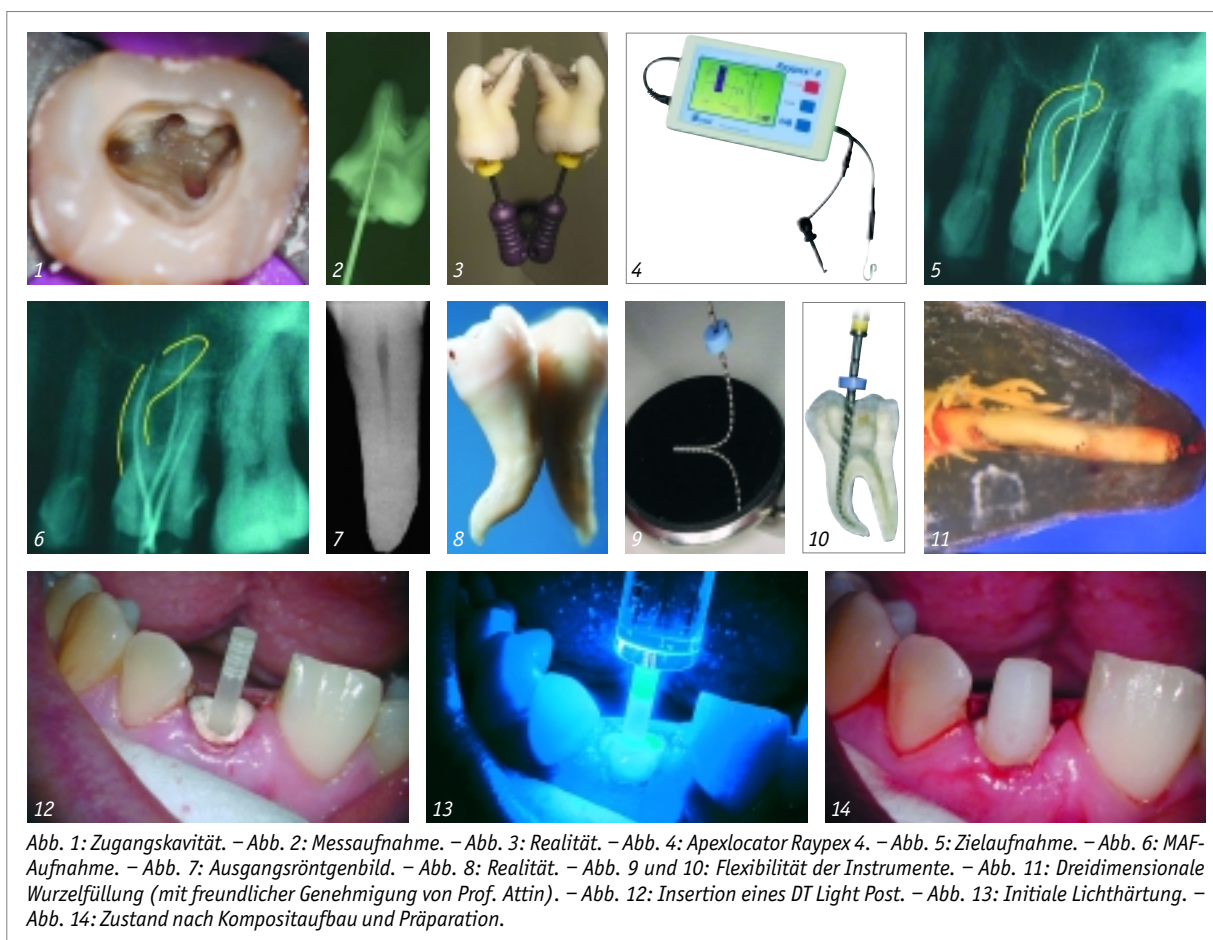 1
2
3
Raypex 4
4
5
6
7
8
9
10
11
12
13
14
Abb. 1: Zugangskavität. – Abb. 2: Messaufnahme. – Abb. 3: Realität. – Abb. 4: Apexlocator Raypex 4. – Abb. 5: Zielaufnahme. – Abb. 6: MAF-
Aufnahme. – Abb. 7: Ausgangsröntgenbild. – Abb. 8: Realität. – Abb. 9 und 10: Flexibilität der Instrumente. – Abb. 11: Dreidimensionale
Wurzelfüllung (mit freundlicher Genehmigung von Prof. Attin). – Abb. 12: Insertion eines DT Light Post. – Abb. 13: Initiale Lichthärtung. –
Abb. 14: Zustand nach Kompositaufbau und Präparation.